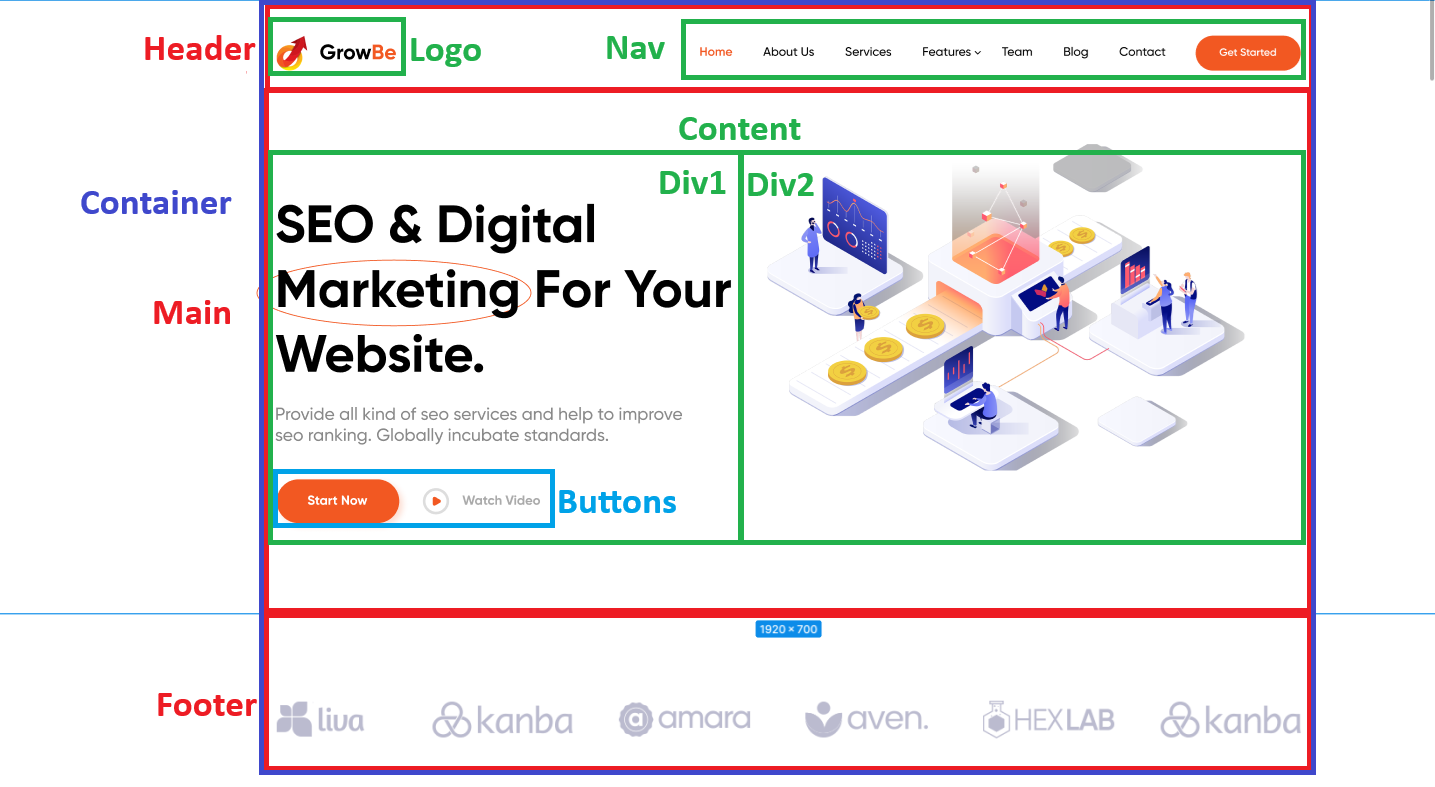 Header
GrowBe
Logo
Nav
Home
About Us
Services
Features
Team
Blog
Contact
Get Started
Content
Div1
Div2
Container
Main
SEO & Digital
Marketing For Your
Website.
Provide all kind of seo services and help to improve
seo ranking. Globally incubate standards.
Start Now
Watch Video
Buttons
1920 × 700
Footer
liva
kanba
amara
aven.
HEXLAB
kanba